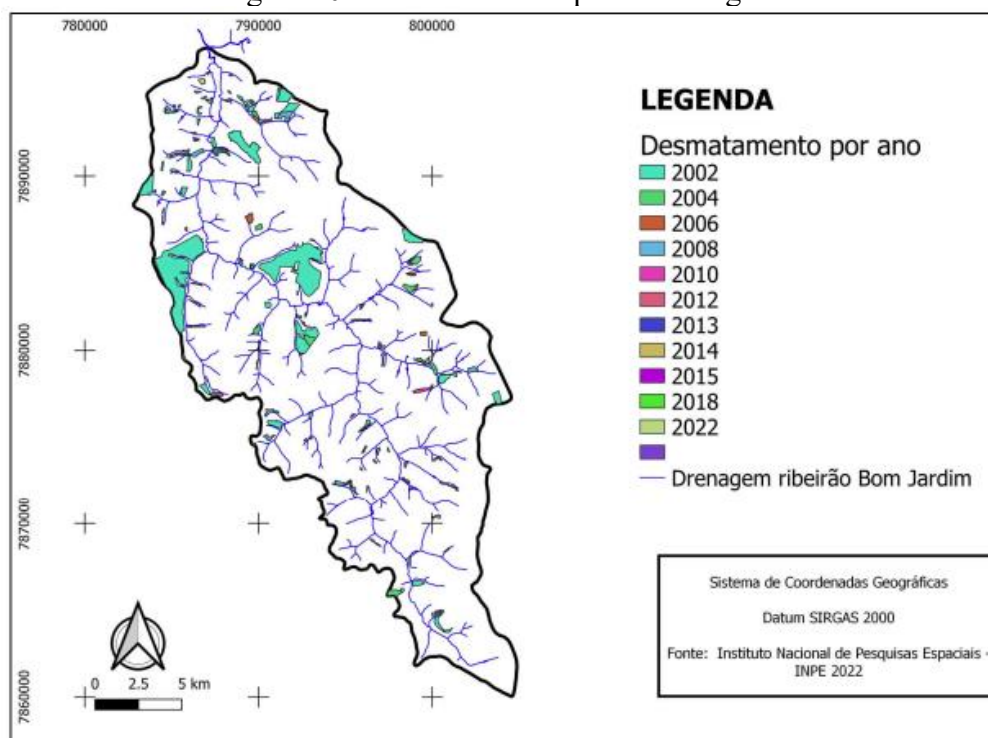 780000
790000
800000
7890000
7880000
7870000
7860000
LEGENDA
Desmatamento por ano
2002
2004
2006
2008
2010
2012
2013
2014
2015
2018
2022
Drenagem ribeirão Bom Jardim
0 2.5 5 km
Sistema de Coordenadas Geográficas
Datum SIRGAS 2000
Fonte: Instituto Nacional de Pesquisas Espaciais -
INPE 2022